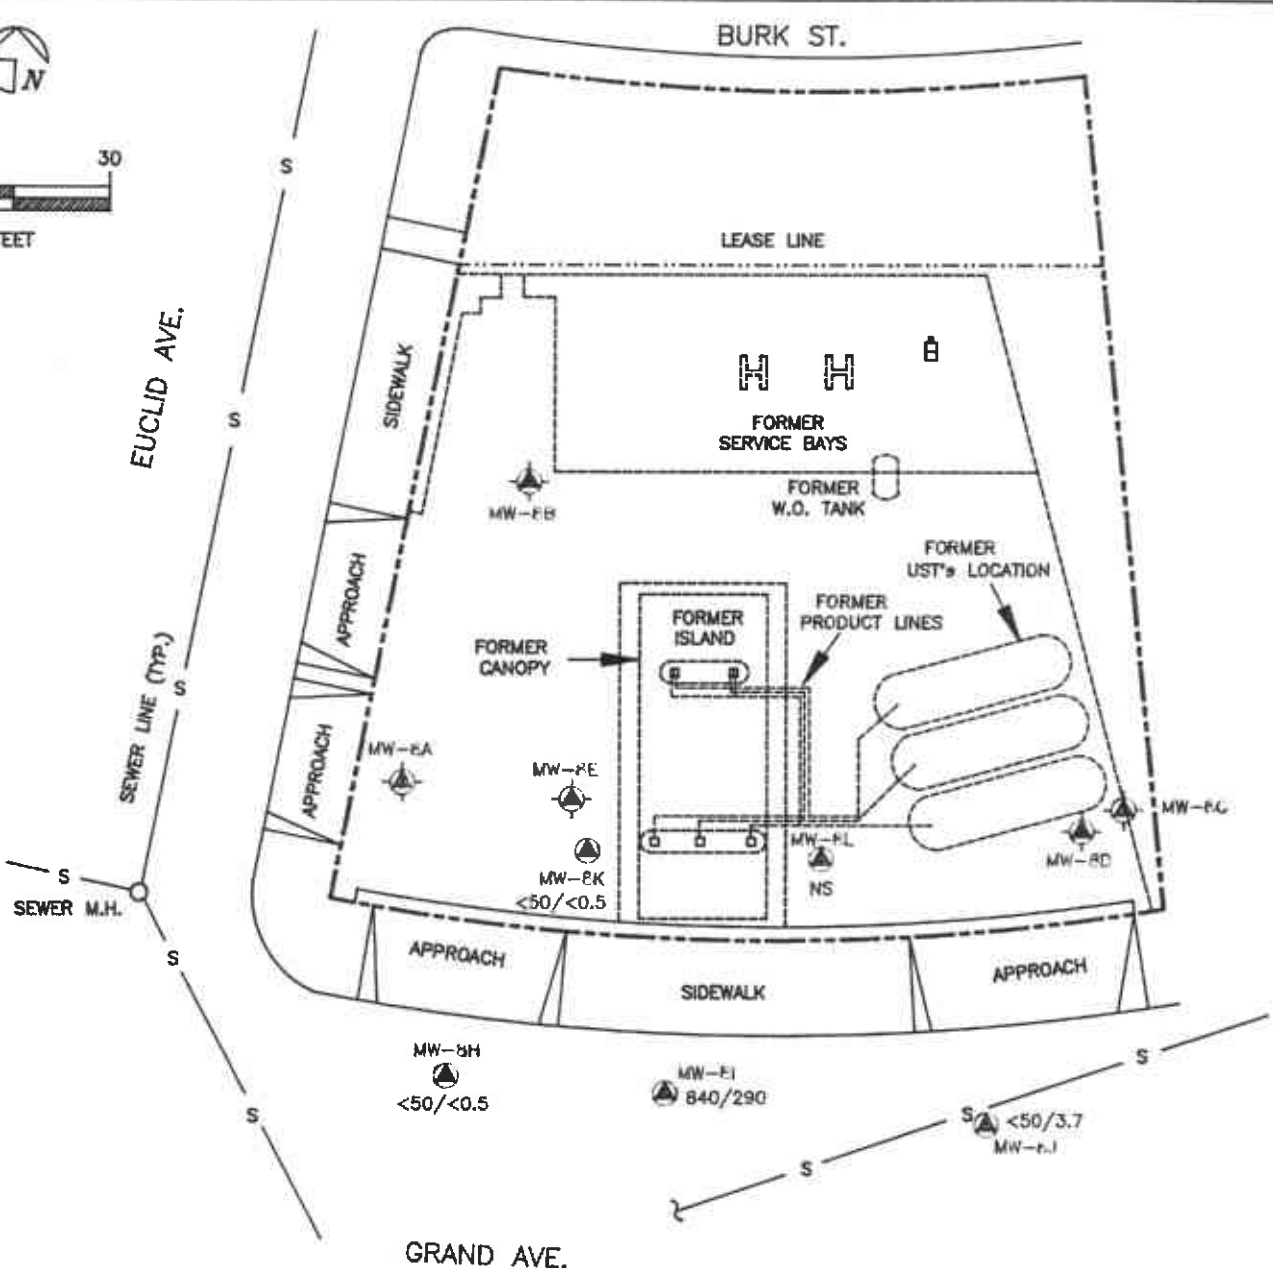 BURK ST.
N
30
EET
S
LEASE LINE
EUCLID AVE.
SIDEWALK
S
FORMER
SERVICE BAYS
MW-8B
FORMER
W.O. TANK
FORMER
UST's LOCATION
APPROACH
FORMER
PRODUCT LINES
FORMER
ISLAND
FORMER
CANOPY
SEWER LINE (TYP.)
S
APPROACH
MW-8A
MW-8E
MW-8L
NS
MW-8D
MW-8K
<50/<0.5
S
SEWER M.H.
S
APPROACH
SIDEWALK
APPROACH
MW-8H
<50/<0.5
MW-8I
840/290
S
S
<50/3.7
MW-8J
S
S
GRAND AVE.